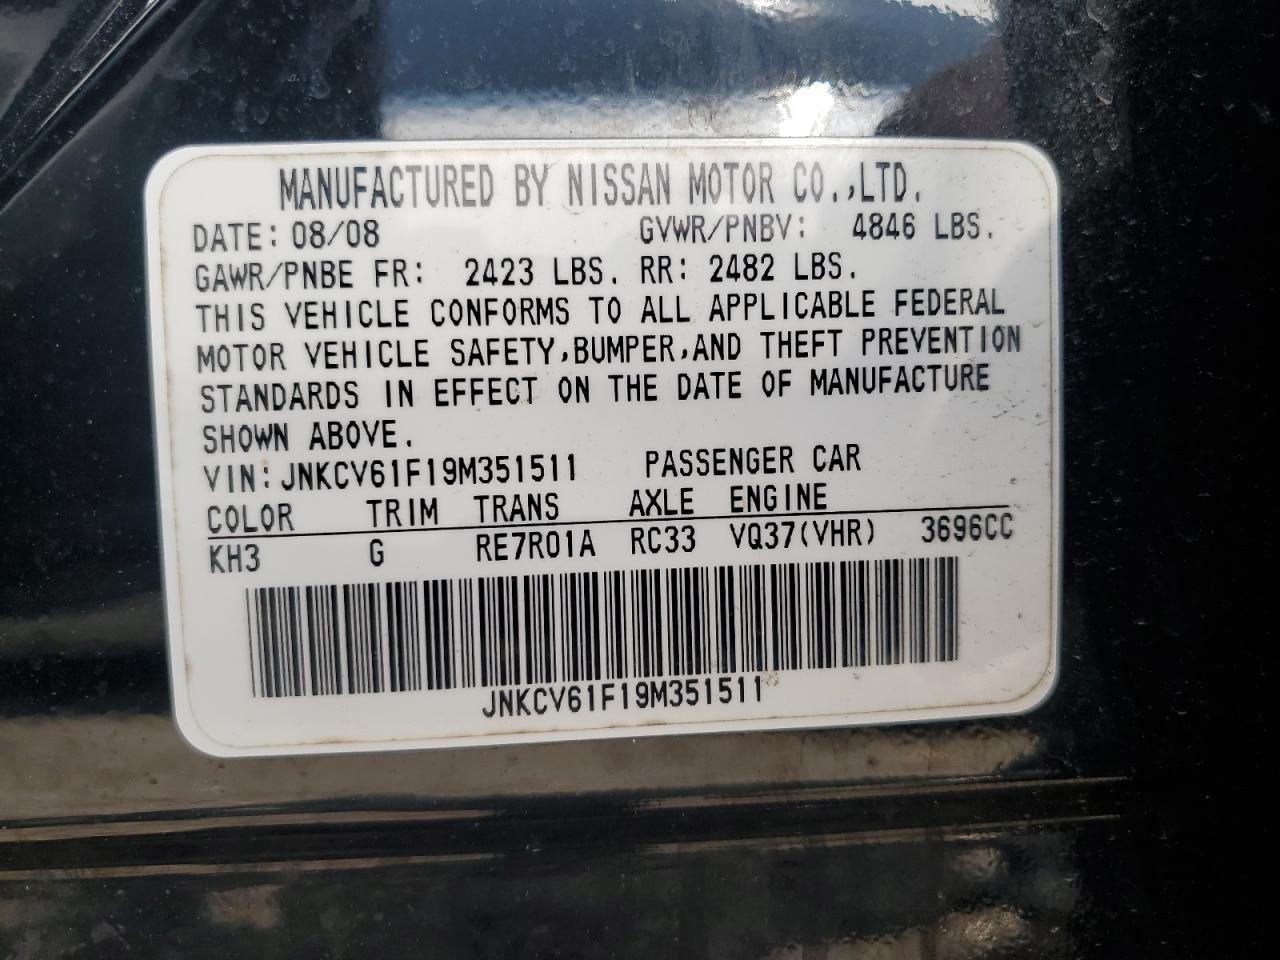 MANUFACTURED BY NISSAN MOTOR CO.,LTD.
DATE: 08/08 GVWR/PNBV: 4846 LBS.
GAWR/PNBE FR: 2423 LBS. RR: 2482 LBS.
THIS VEHICLE CONFORMS TO ALL APPLICABLE FEDERAL
MOTOR VEHICLE SAFETY,BUMPER,AND THEFT PREVENTION
STANDARDS IN EFFECT ON THE DATE OF MANUFACTURE
SHOWN ABOVE.
VIN:JNKCV61F19M351511 PASSENGER CAR
COLOR TRIM TRANS AXLE ENGINE
KH3 G RE7R01A RC33 VQ37(VHR) 3696CC
JNKCV61F19M351511